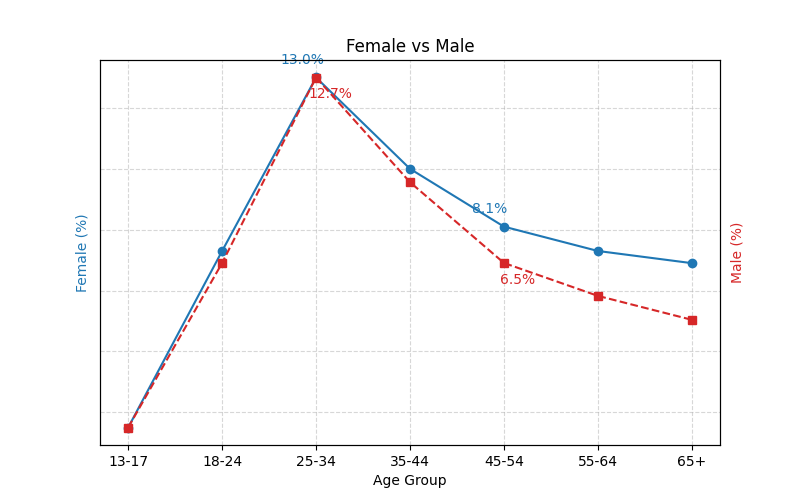 Female vs Male
13.0%
12.7%
8.1%
6.5%
Female (%)
Male (%)
13-17 18-24 25-34 35-44 45-54 55-64 65+
Age Group